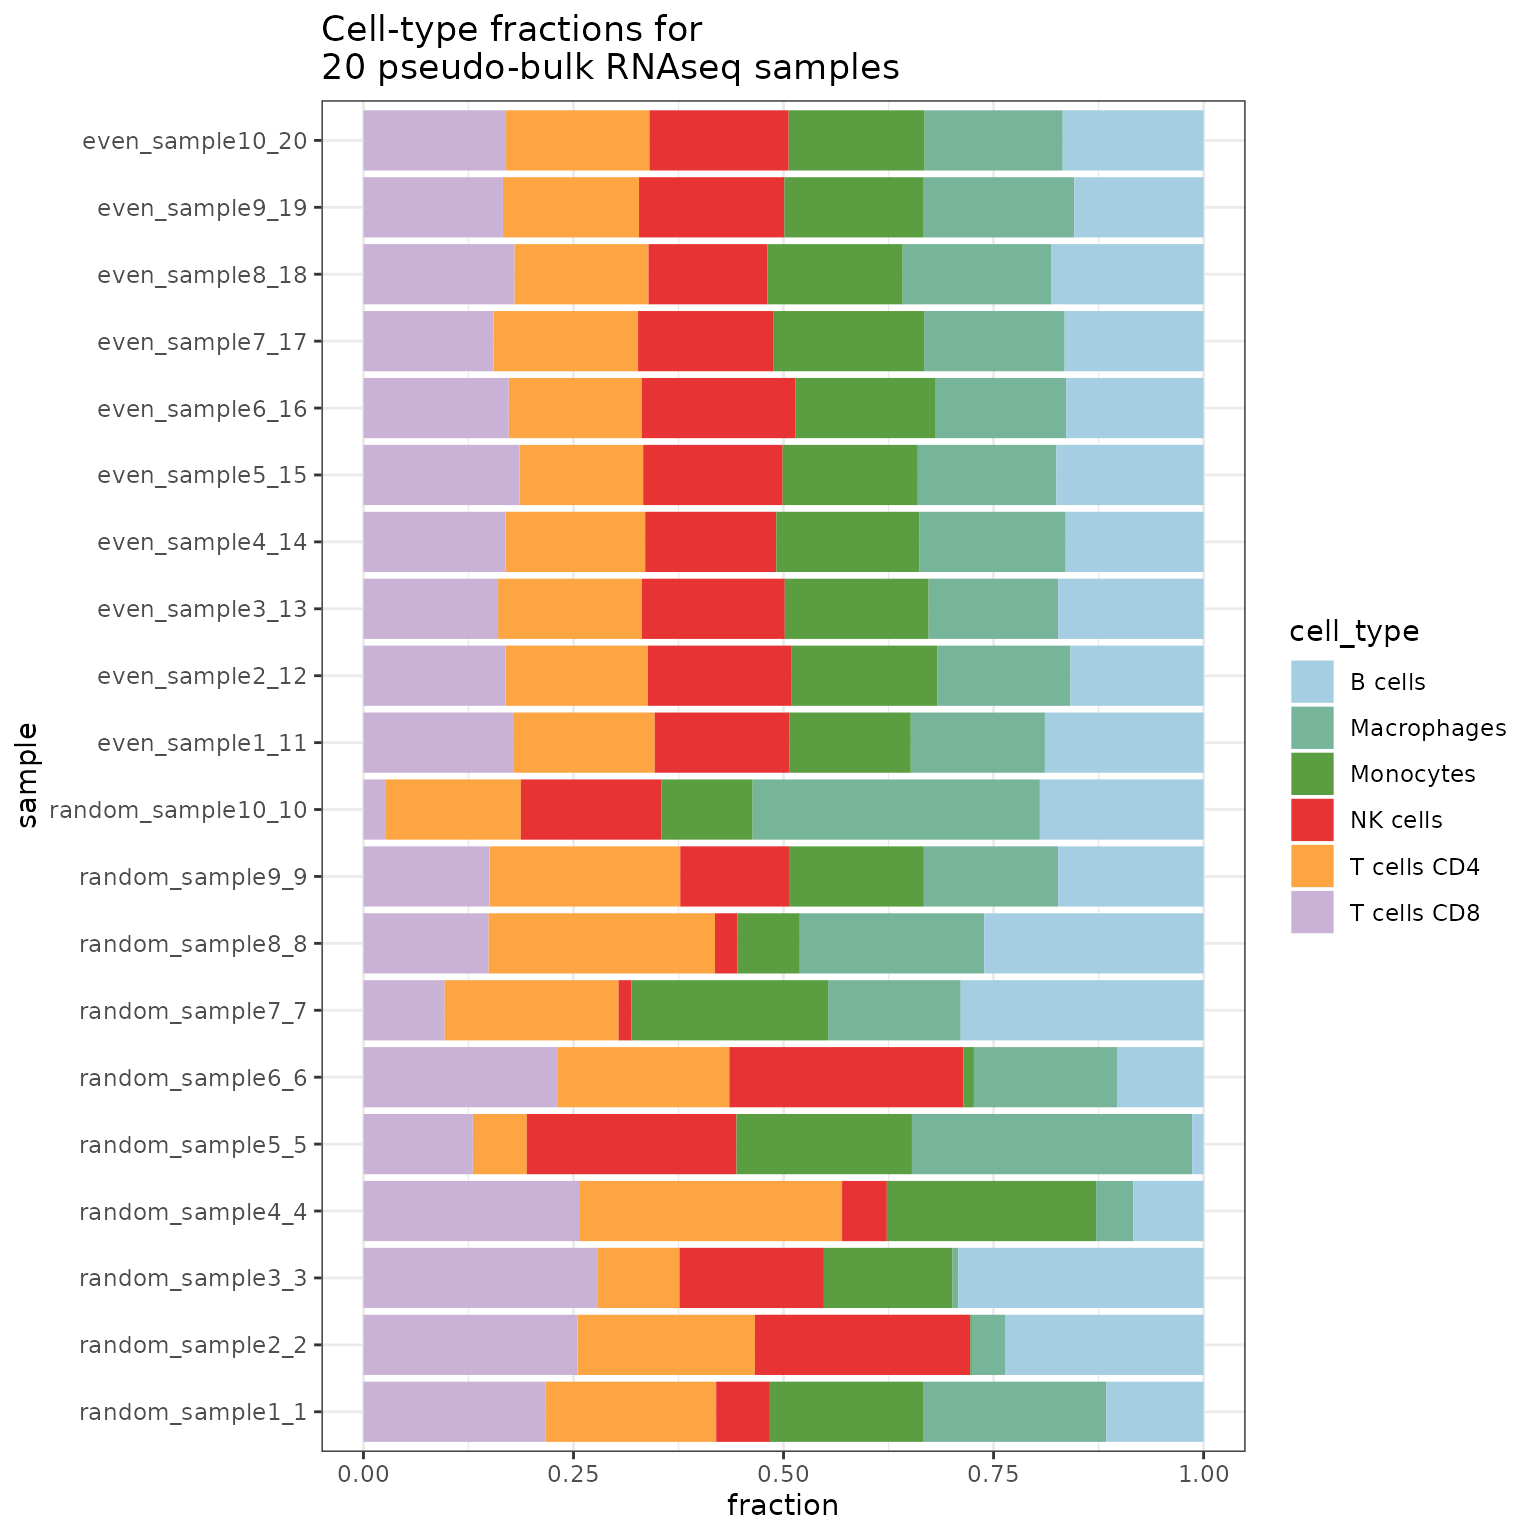 Cell-type fractions for
20 pseudo-bulk RNAseq samples
even_sample10_20
even_sample9_19
even_sample8_18
even_sample7_17
even_sample6_16
even_sample5_15
even_sample4_14
even_sample3_13
even_sample2_12
even_sample1_11
random_sample10_10
random_sample9_9
random_sample8_8
random_sample7_7
random_sample6_6
random_sample5_5
random_sample4_4
random_sample3_3
random_sample2_2
random_sample1_1
sample
0.00 0.25 0.50 0.75 1.00
fraction
cell_type
B cells
Macrophages
Monocytes
NK cells
T cells CD4
T cells CD8